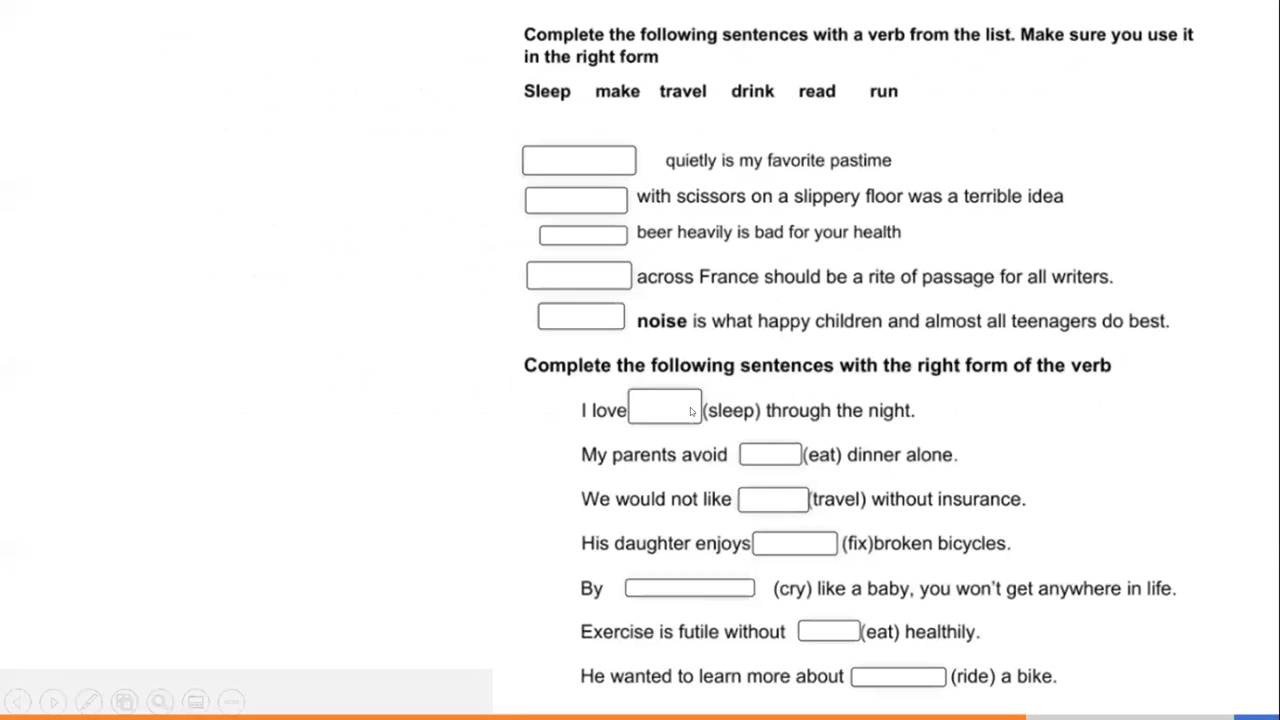 Complete the following sentences with a verb from the list. Make sure you use it
in the right form
Sleep make travel drink read run
quietly is my favorite pastime
with scissors on a slippery floor was a terrible idea
beer heavily is bad for your health
across France should be a rite of passage for all writers.
noise is what happy children and almost all teenagers do best.
Complete the following sentences with the right form of the verb
I love (sleep) through the night.
My parents avoid (eat) dinner alone.
We would not like (travel) without insurance.
His daughter enjoys (fix)broken bicycles.
By (cry) like a baby, you won't get anywhere in life.
Exercise is futile without (eat) healthily.
He wanted to learn more about (ride) a bike.